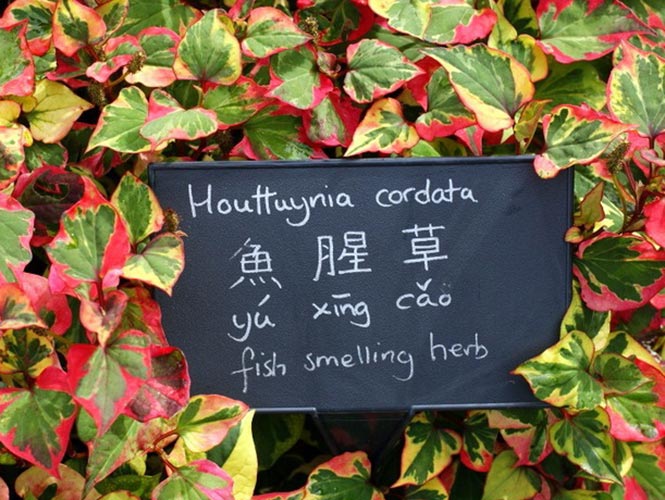 Houttuynia cordata
魚腥草
yú xīng cǎo
fish smelling herb